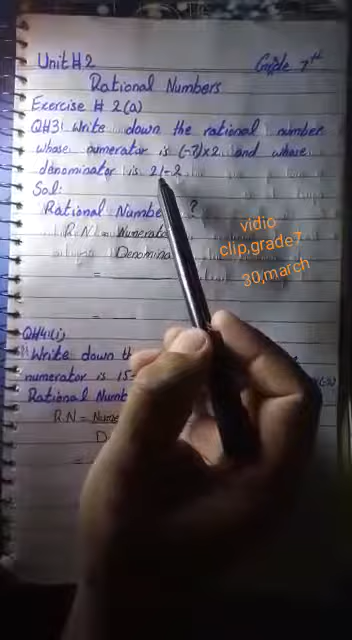 Unit # 2 Grade 7th
Rational Numbers
Exercise # 2(a)
Q#3: Write down the rational number
whose numerator is (-7)x2 and whose
denominator is 21-2
Sol:
Rational Number ?
R.N = Numerato
Denomina
=
=
vidio
clip,grade7
30,march
Q#4:(i)
Write down th
numerator is 15
Rational Numb
R.N = Nume
D
=